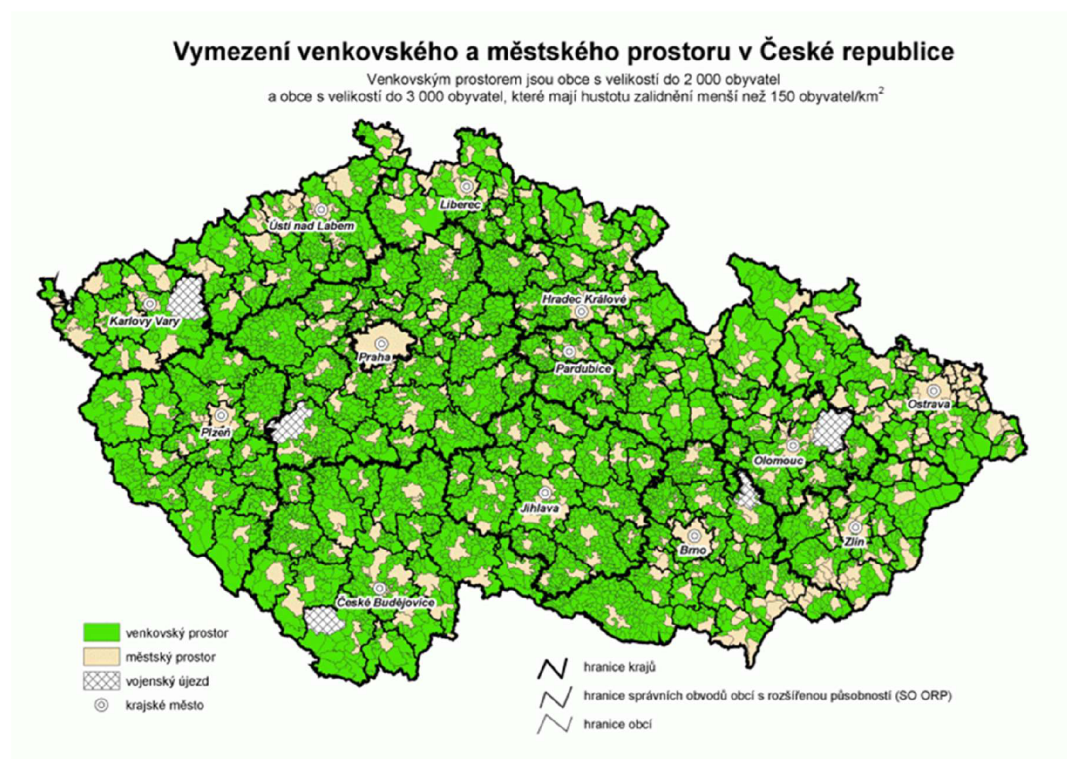 Vymezení venkovského a městského prostoru v České republice
Venkovským prostorem jsou obce s velikostí do 2 000 obyvatel
a obce s velikostí do 3 000 obyvatel, které mají hustotu zalidnění menší než 150 obyvatel/km²
Liberec
Ústí nad Labem
Hradec Králové
Karlovy Vary
Praha
Pardubice
Ostrava
Plzeň
Olomouc
Jihlava
Zlín
Brno
České Budějovice
venkovský prostor
městský prostor
vojenský újezd
krajské město
hranice krajů
hranice správních obvodů obcí s rozšířenou působností (SO ORP)
hranice obcí